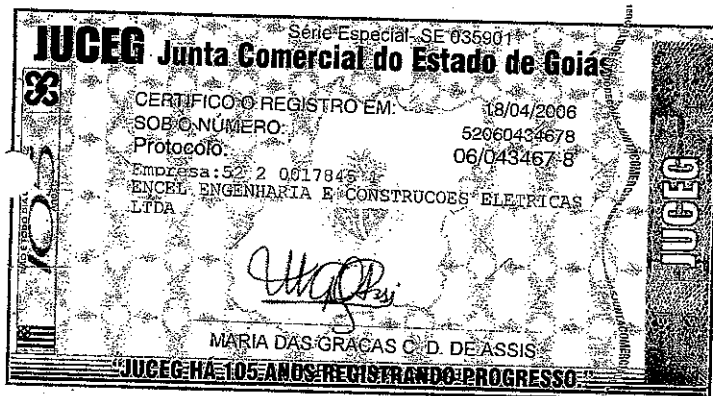 Série Especial- SE 035901
JUCEG Junta Comercial do Estado de Goiás
CERTIFICO O REGISTRO EM: 18/04/2006
SOB O NÚMERO: 52060434678
Protocolo: 06/043467-8
Empresa:52 2 0017845 1
ENCEL ENGENHARIA E CONSTRUCOES ELETRICAS
LTDA
MARIA DAS GRACAS C. D. DE ASSIS
"JUCEG HÁ 105 ANOS REGISTRANDO PROGRESSO."
JUCEG